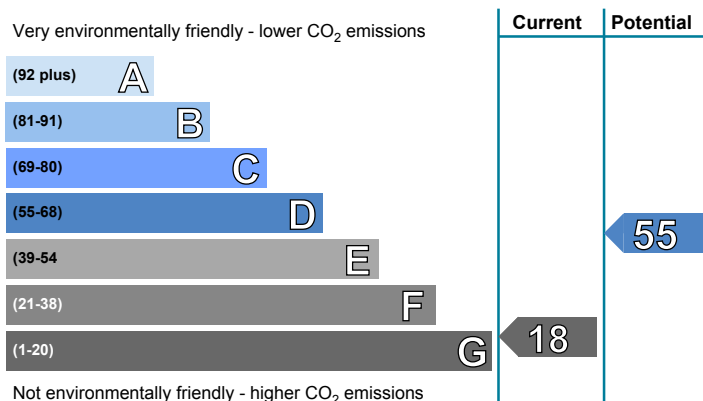 Very environmentally friendly - lower CO₂ emissions
Current
Potential
(92 plus) A
(81-91) B
(69-80) C
(55-68) D
55
(39-54 E
(21-38) F
(1-20) G
18
Not environmentally friendly - higher CO₂ emissions